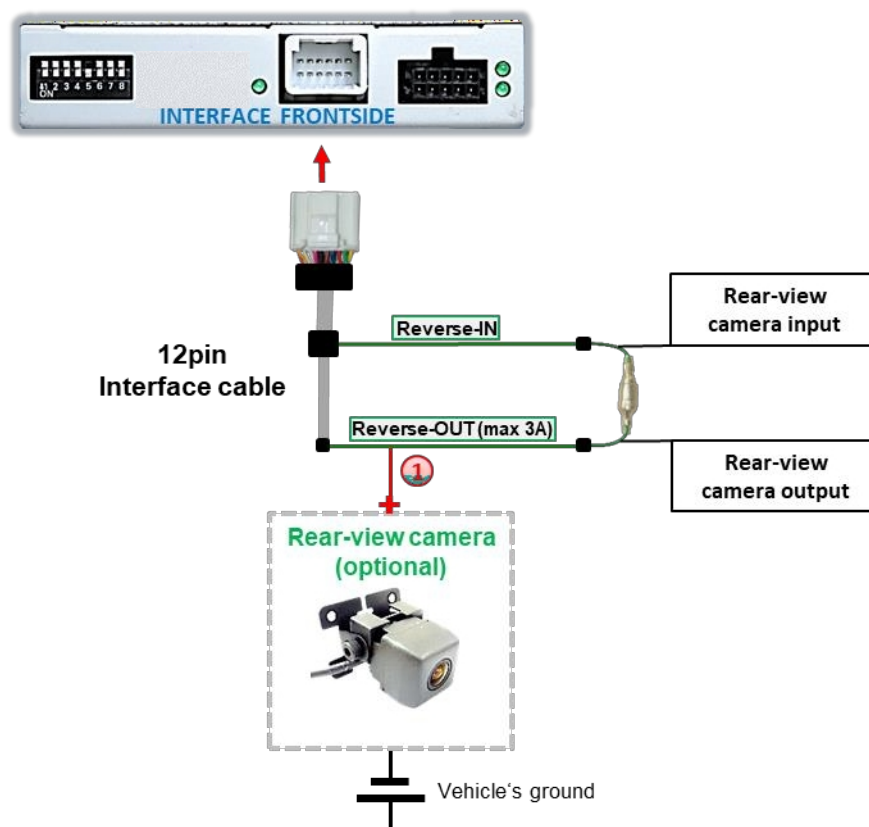 ↓1 2 3 4 5 6 7 8
ON
INTERFACE FRONTSIDE
Reverse-IN
Rear-view
camera input
12pin
Interface cable
Reverse-OUT (max 3A)
1
Rear-view
camera output
Rear-view camera
(optional)
Vehicle‘s ground